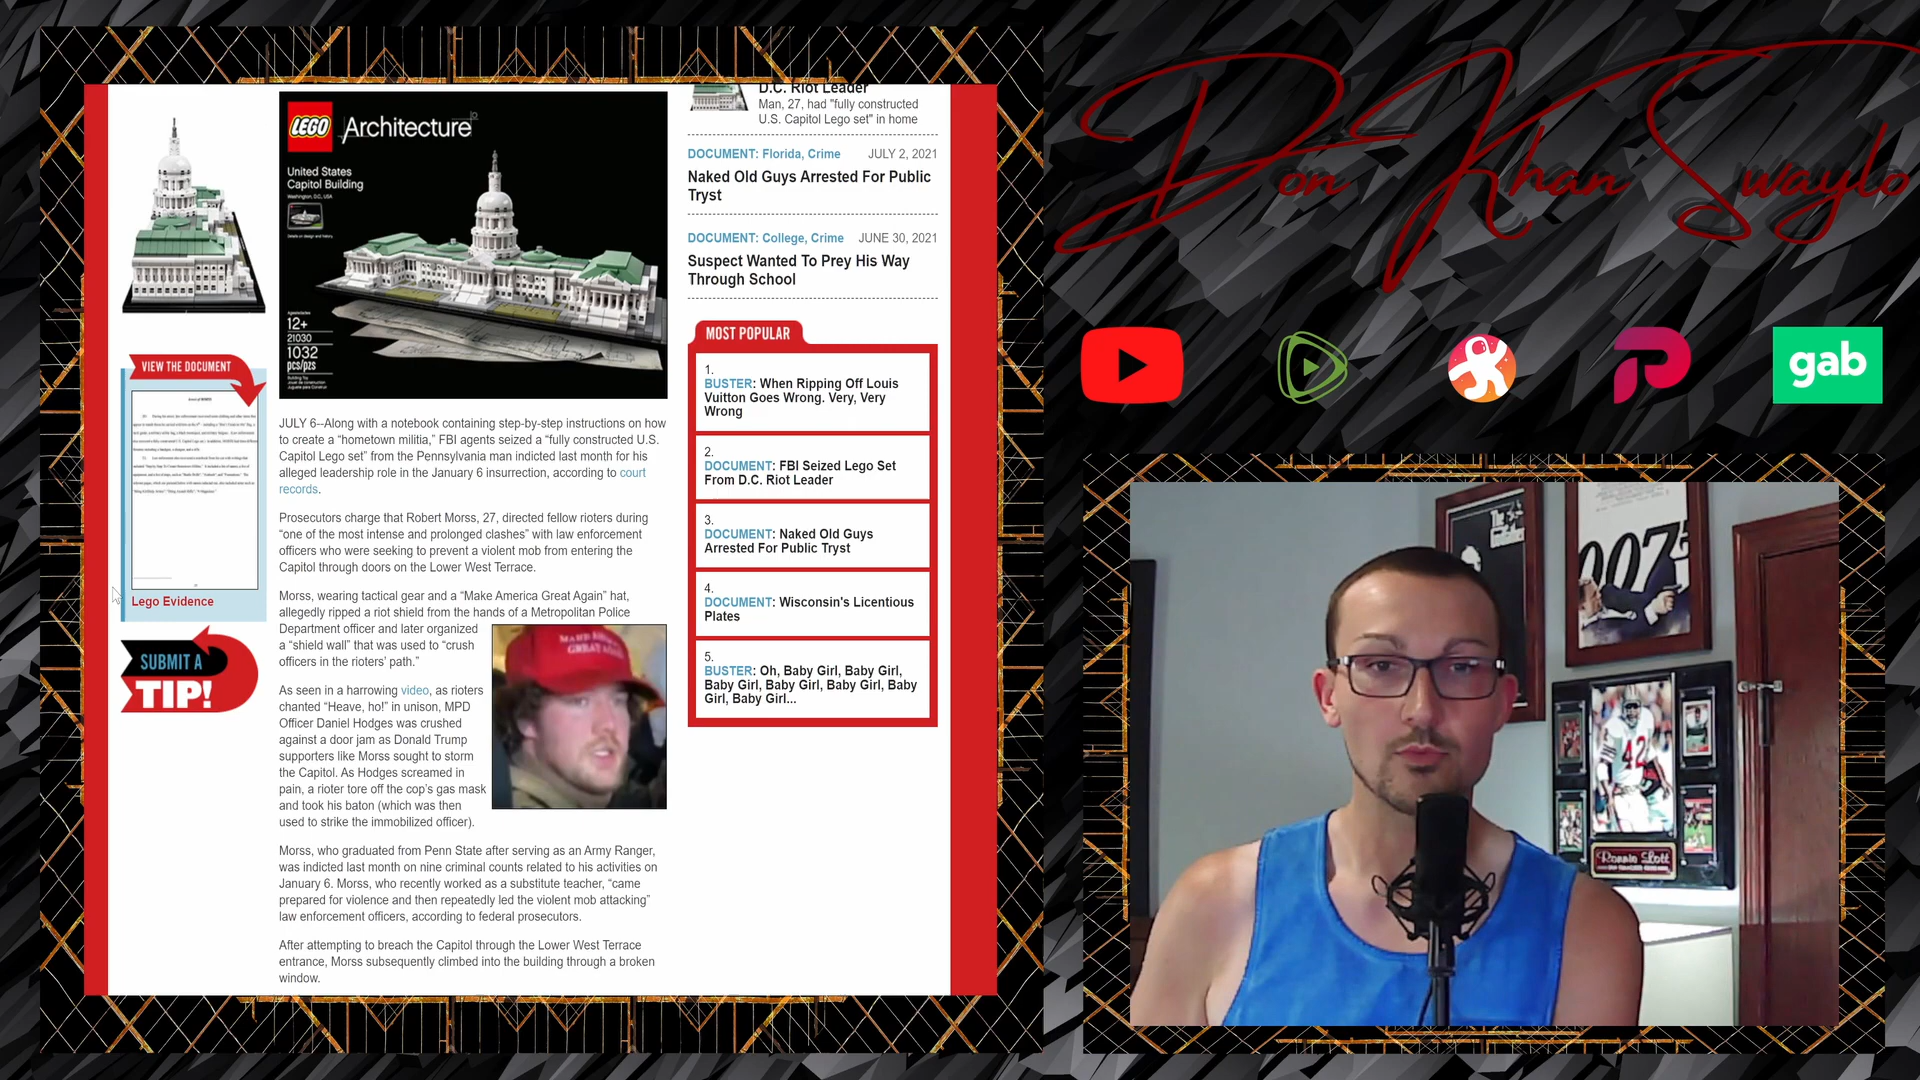 LEGO Architecture
United States
Capitol Building
Washington, D.C. USA
12+
21030
1032
pcs/pzs
VIEW THE DOCUMENT
Lego Evidence
SUBMIT A
TIP!
JULY 6--Along with a notebook containing step-by-step instructions on how
to create a “hometown militia,” FBI agents seized a “fully constructed U.S.
Capitol Lego set” from the Pennsylvania man indicted last month for his
alleged leadership role in the January 6 insurrection, according to court
records.
Prosecutors charge that Robert Morss, 27, directed fellow rioters during
“one of the most intense and prolonged clashes” with law enforcement
officers who were seeking to prevent a violent mob from entering the
Capitol through doors on the Lower West Terrace.
Morss, wearing tactical gear and a “Make America Great Again” hat,
allegedly ripped a riot shield from the hands of a Metropolitan Police
Department officer and later organized
a “shield wall” that was used to “crush
officers in the rioters’ path.”
As seen in a harrowing video, as rioters
chanted “Heave, ho!” in unison, MPD
Officer Daniel Hodges was crushed
against a door jam as Donald Trump
supporters like Morss sought to storm
the Capitol. As Hodges screamed in
pain, a rioter tore off the cop’s gas mask
and took his baton (which was then
used to strike the immobilized officer).
Morss, who graduated from Penn State after serving as an Army Ranger,
was indicted last month on nine criminal counts related to his activities on
January 6. Morss, who recently worked as a substitute teacher, “came
prepared for violence and then repeatedly led the violent mob attacking”
law enforcement officers, according to federal prosecutors.
After attempting to breach the Capitol through the Lower West Terrace
entrance, Morss subsequently climbed into the building through a broken
window.
D.C. Riot Leader
Man, 27, had "fully constructed
U.S. Capitol Lego set" in home
DOCUMENT: Florida, Crime JULY 2, 2021
Naked Old Guys Arrested For Public
Tryst
DOCUMENT: College, Crime JUNE 30, 2021
Suspect Wanted To Prey His Way
Through School
MOST POPULAR
1.
BUSTER: When Ripping Off Louis
Vuitton Goes Wrong. Very, Very
Wrong
2.
DOCUMENT: FBI Seized Lego Set
From D.C. Riot Leader
3.
DOCUMENT: Naked Old Guys
Arrested For Public Tryst
4.
DOCUMENT: Wisconsin's Licentious
Plates
5.
BUSTER: Oh, Baby Girl, Baby Girl,
Baby Girl, Baby Girl, Baby Girl, Baby
Girl, Baby Girl...
Don Khan Swaylo
gab
007
42
Ronnie Lott